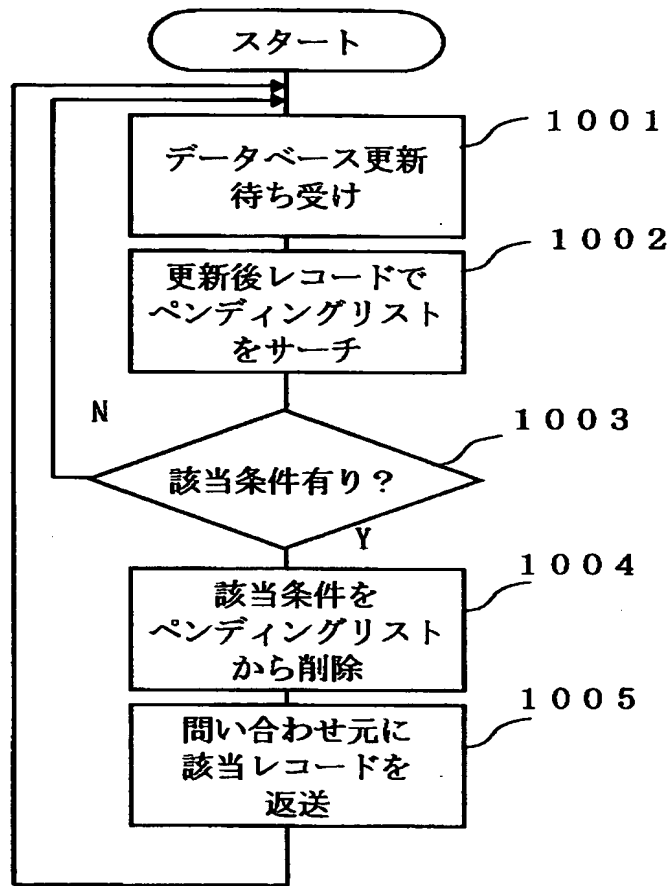 スタート
1001
データベース更新
待ち受け
1002
更新後レコードで
ペンディングリスト
をサーチ
N
1003
該当条件有り?
Y
1004
該当条件を
ペンディングリスト
から削除
1005
問い合わせ元に
該当レコードを
返送